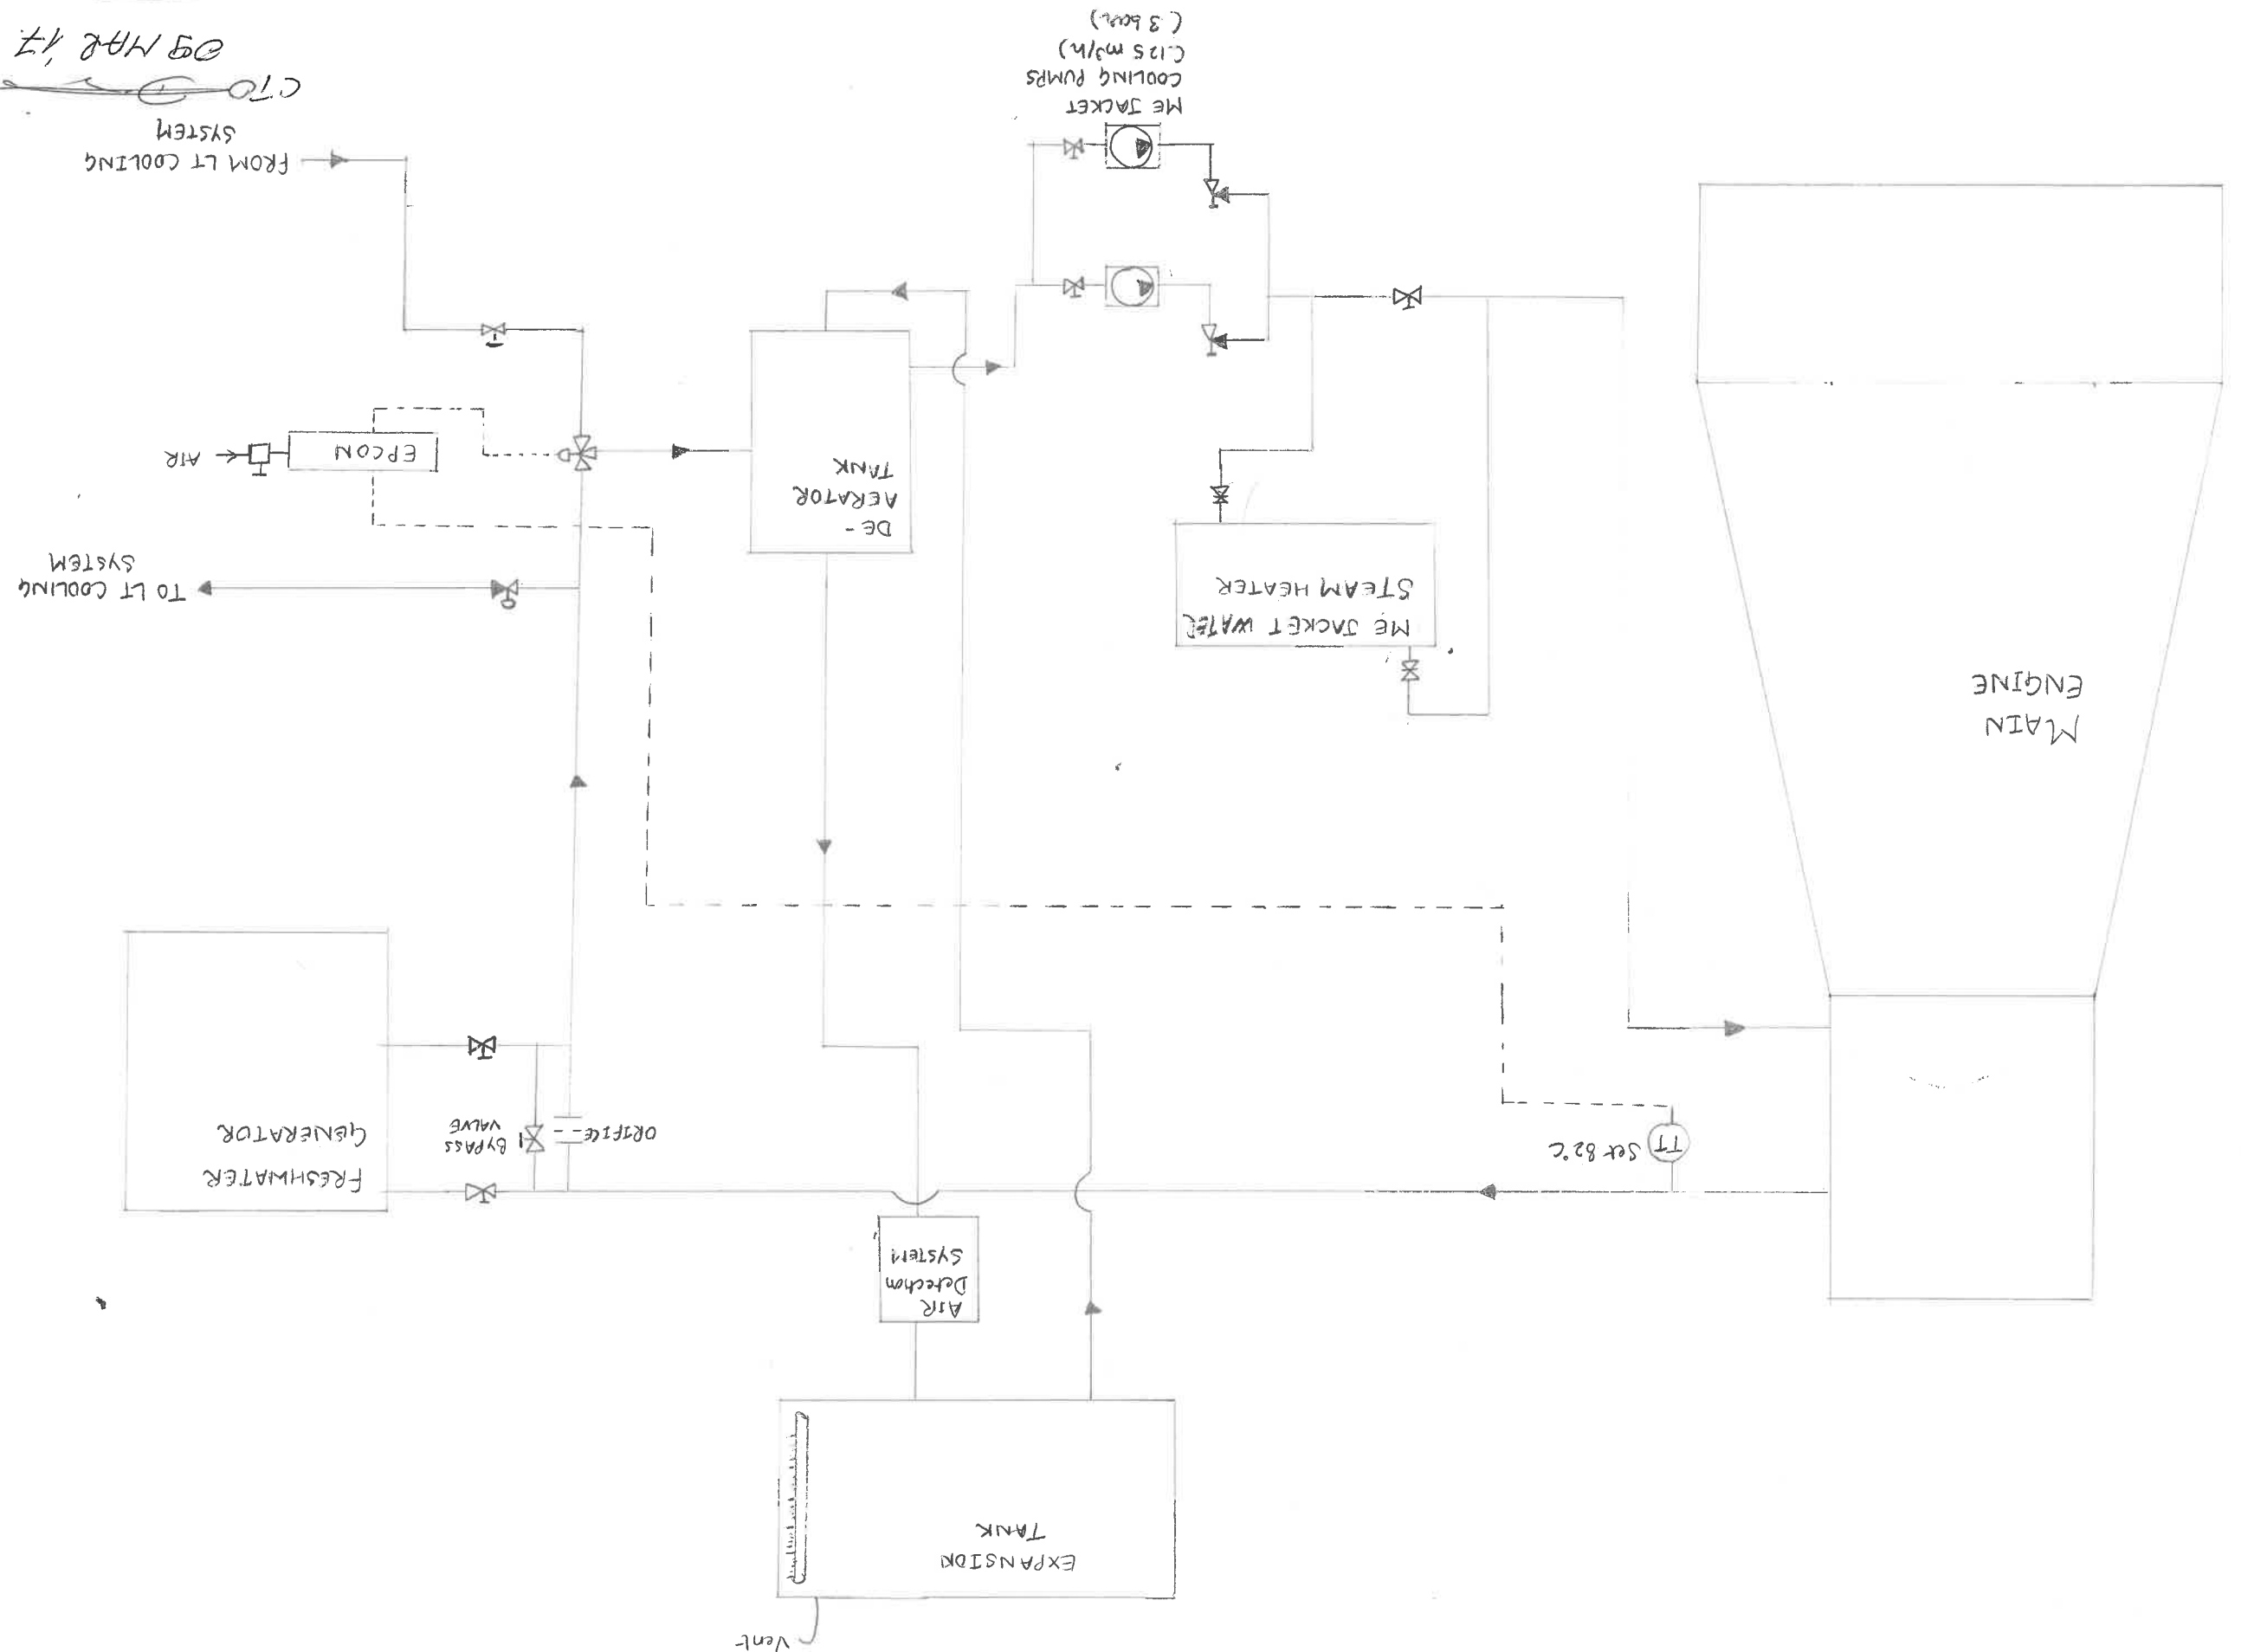 Vent
EXPANSION
TANK
AIR
Detection
SYSTEM
TT
Set 82°C
FRESHWATER
GENERATOR
ORIFICE
BYPASS
VALVE
MAIN
ENGINE
ME JACKET WATER
STEAM HEATER
DE-
AERATOR
TANK
TO LT COOLING
SYSTEM
EPCON
AIR
FROM LT COOLING
SYSTEM
ME JACKET
COOLING PUMPS
(125 m³/h)
(3 bar)
CTO
09 MAR '17